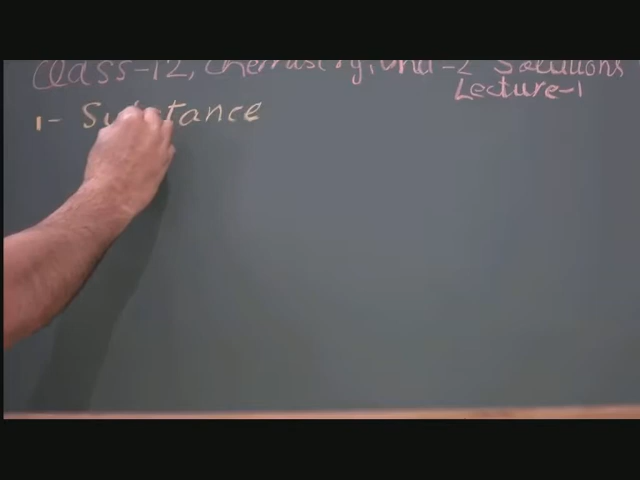 Class-12, Chemistry, Unit-2 Solutions
Lecture-1
1- Substance